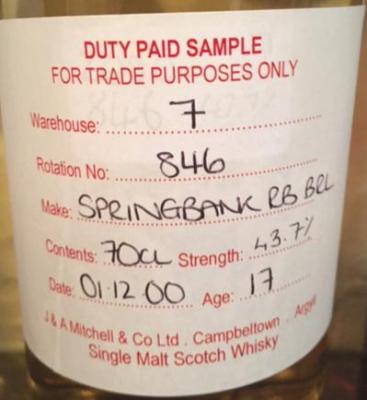 DUTY PAID SAMPLE
FOR TRADE PURPOSES ONLY
Warehouse: 7
Rotation No: 846
Make: SPRINGBANK RB BRL
Contents: 70CL Strength: 43.7%
Date: 01.12.00 Age: 17
J & A Mitchell & Co Ltd . Campbeltown . Argyll
Single Malt Scotch Whisky